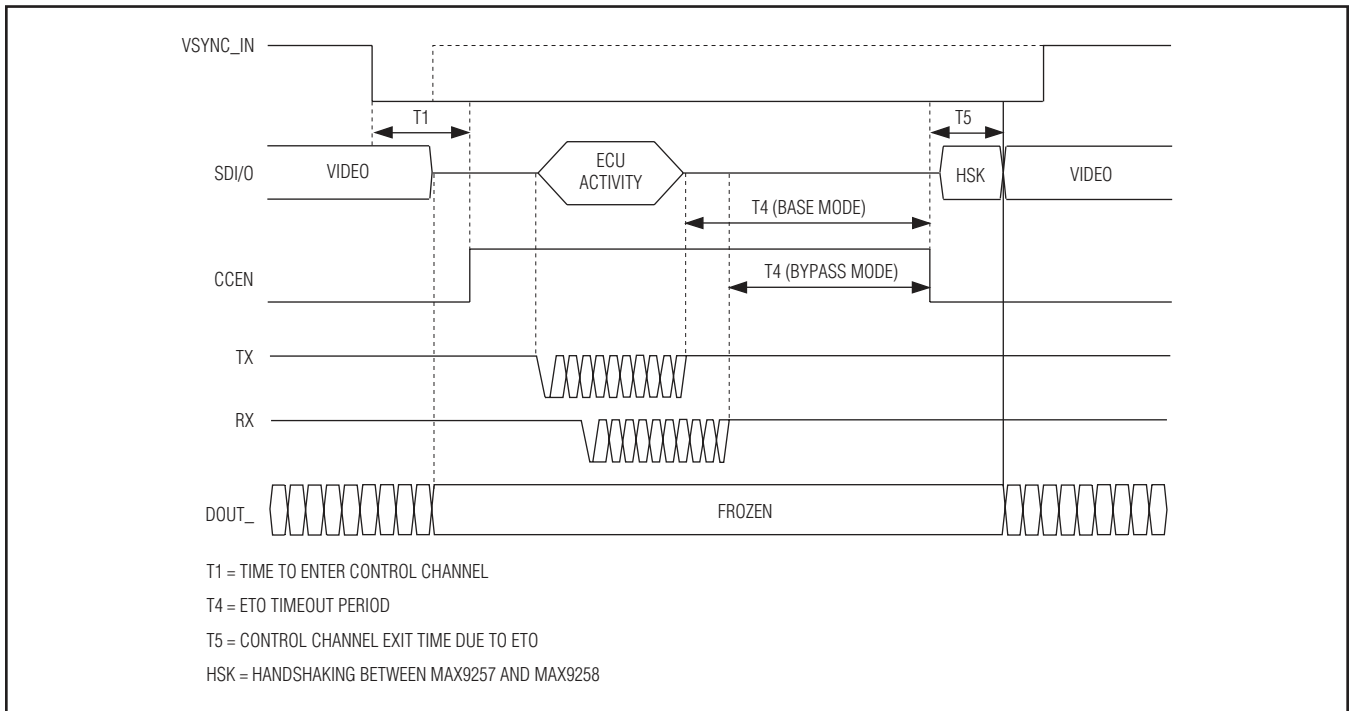 VSYNC_IN
T1
T5
SDI/O
VIDEO
ECU
ACTIVITY
HSK
VIDEO
T4 (BASE MODE)
CCEN
T4 (BYPASS MODE)
TX
RX
DOUT_
FROZEN
T1 = TIME TO ENTER CONTROL CHANNEL
T4 = ETO TIMEOUT PERIOD
T5 = CONTROL CHANNEL EXIT TIME DUE TO ETO
HSK = HANDSHAKING BETWEEN MAX9257 AND MAX9258